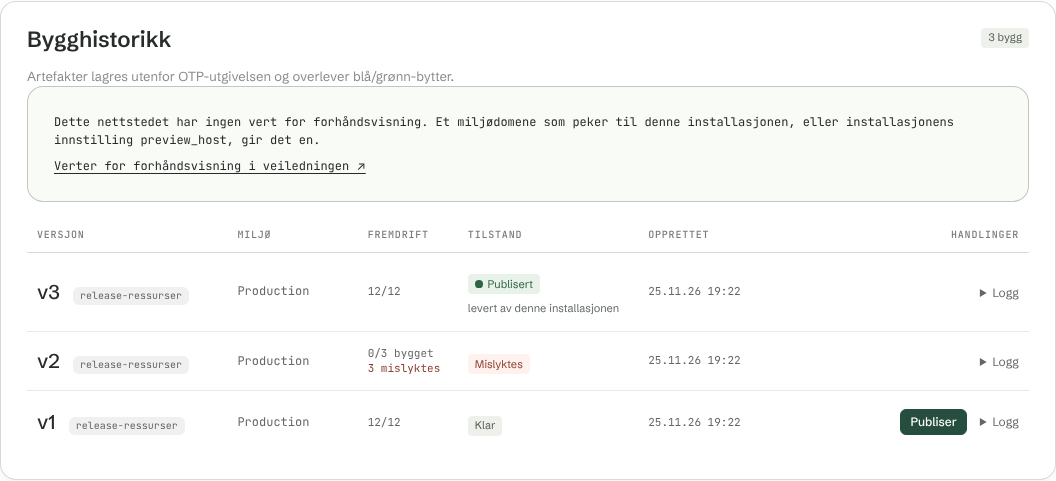 Bygghistorikk
3 bygg
Artefakter lagres utenfor OTP-utgivelsen og overlever blå/grønn-bytter.
Dette nettstedet har ingen vert for forhåndsvisning. Et miljødomene som peker til denne installasjonen, eller installasjonens
innstilling preview_host, gir det en.
Verter for forhåndsvisning i veiledningen ↗
VERSJON MILJØ FREMDRIFT TILSTAND OPPRETTET HANDLINGER
v3 release-ressurser Production 12/12 Publisert 25.11.26 19:22 ▶ Logg
levert av denne installasjonen
v2 release-ressurser Production 0/3 bygget Mislyktes 25.11.26 19:22 ▶ Logg
3 mislyktes
v1 release-ressurser Production 12/12 Klar 25.11.26 19:22 Publiser ▶ Logg